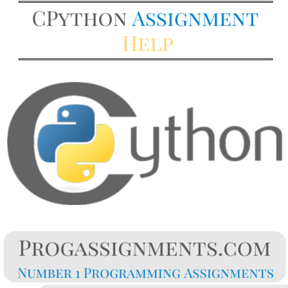 CPython Assignment
Help
Cython
Progassignments.com
Number 1 Programming Assignments